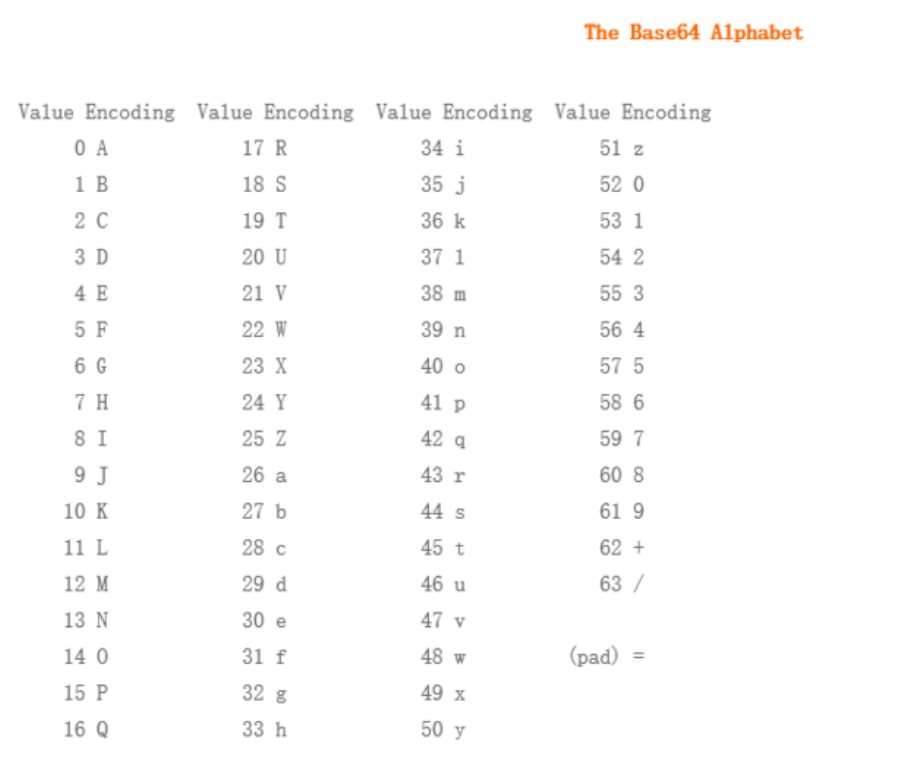 The Base64 Alphabet
Value Encoding Value Encoding Value Encoding Value Encoding
0 A 17 R 34 i 51 z
1 B 18 S 35 j 52 0
2 C 19 T 36 k 53 1
3 D 20 U 37 l 54 2
4 E 21 V 38 m 55 3
5 F 22 W 39 n 56 4
6 G 23 X 40 o 57 5
7 H 24 Y 41 p 58 6
8 I 25 Z 42 q 59 7
9 J 26 a 43 r 60 8
10 K 27 b 44 s 61 9
11 L 28 c 45 t 62 +
12 M 29 d 46 u 63 /
13 N 30 e 47 v
14 O 31 f 48 w (pad) =
15 P 32 g 49 x
16 Q 33 h 50 y